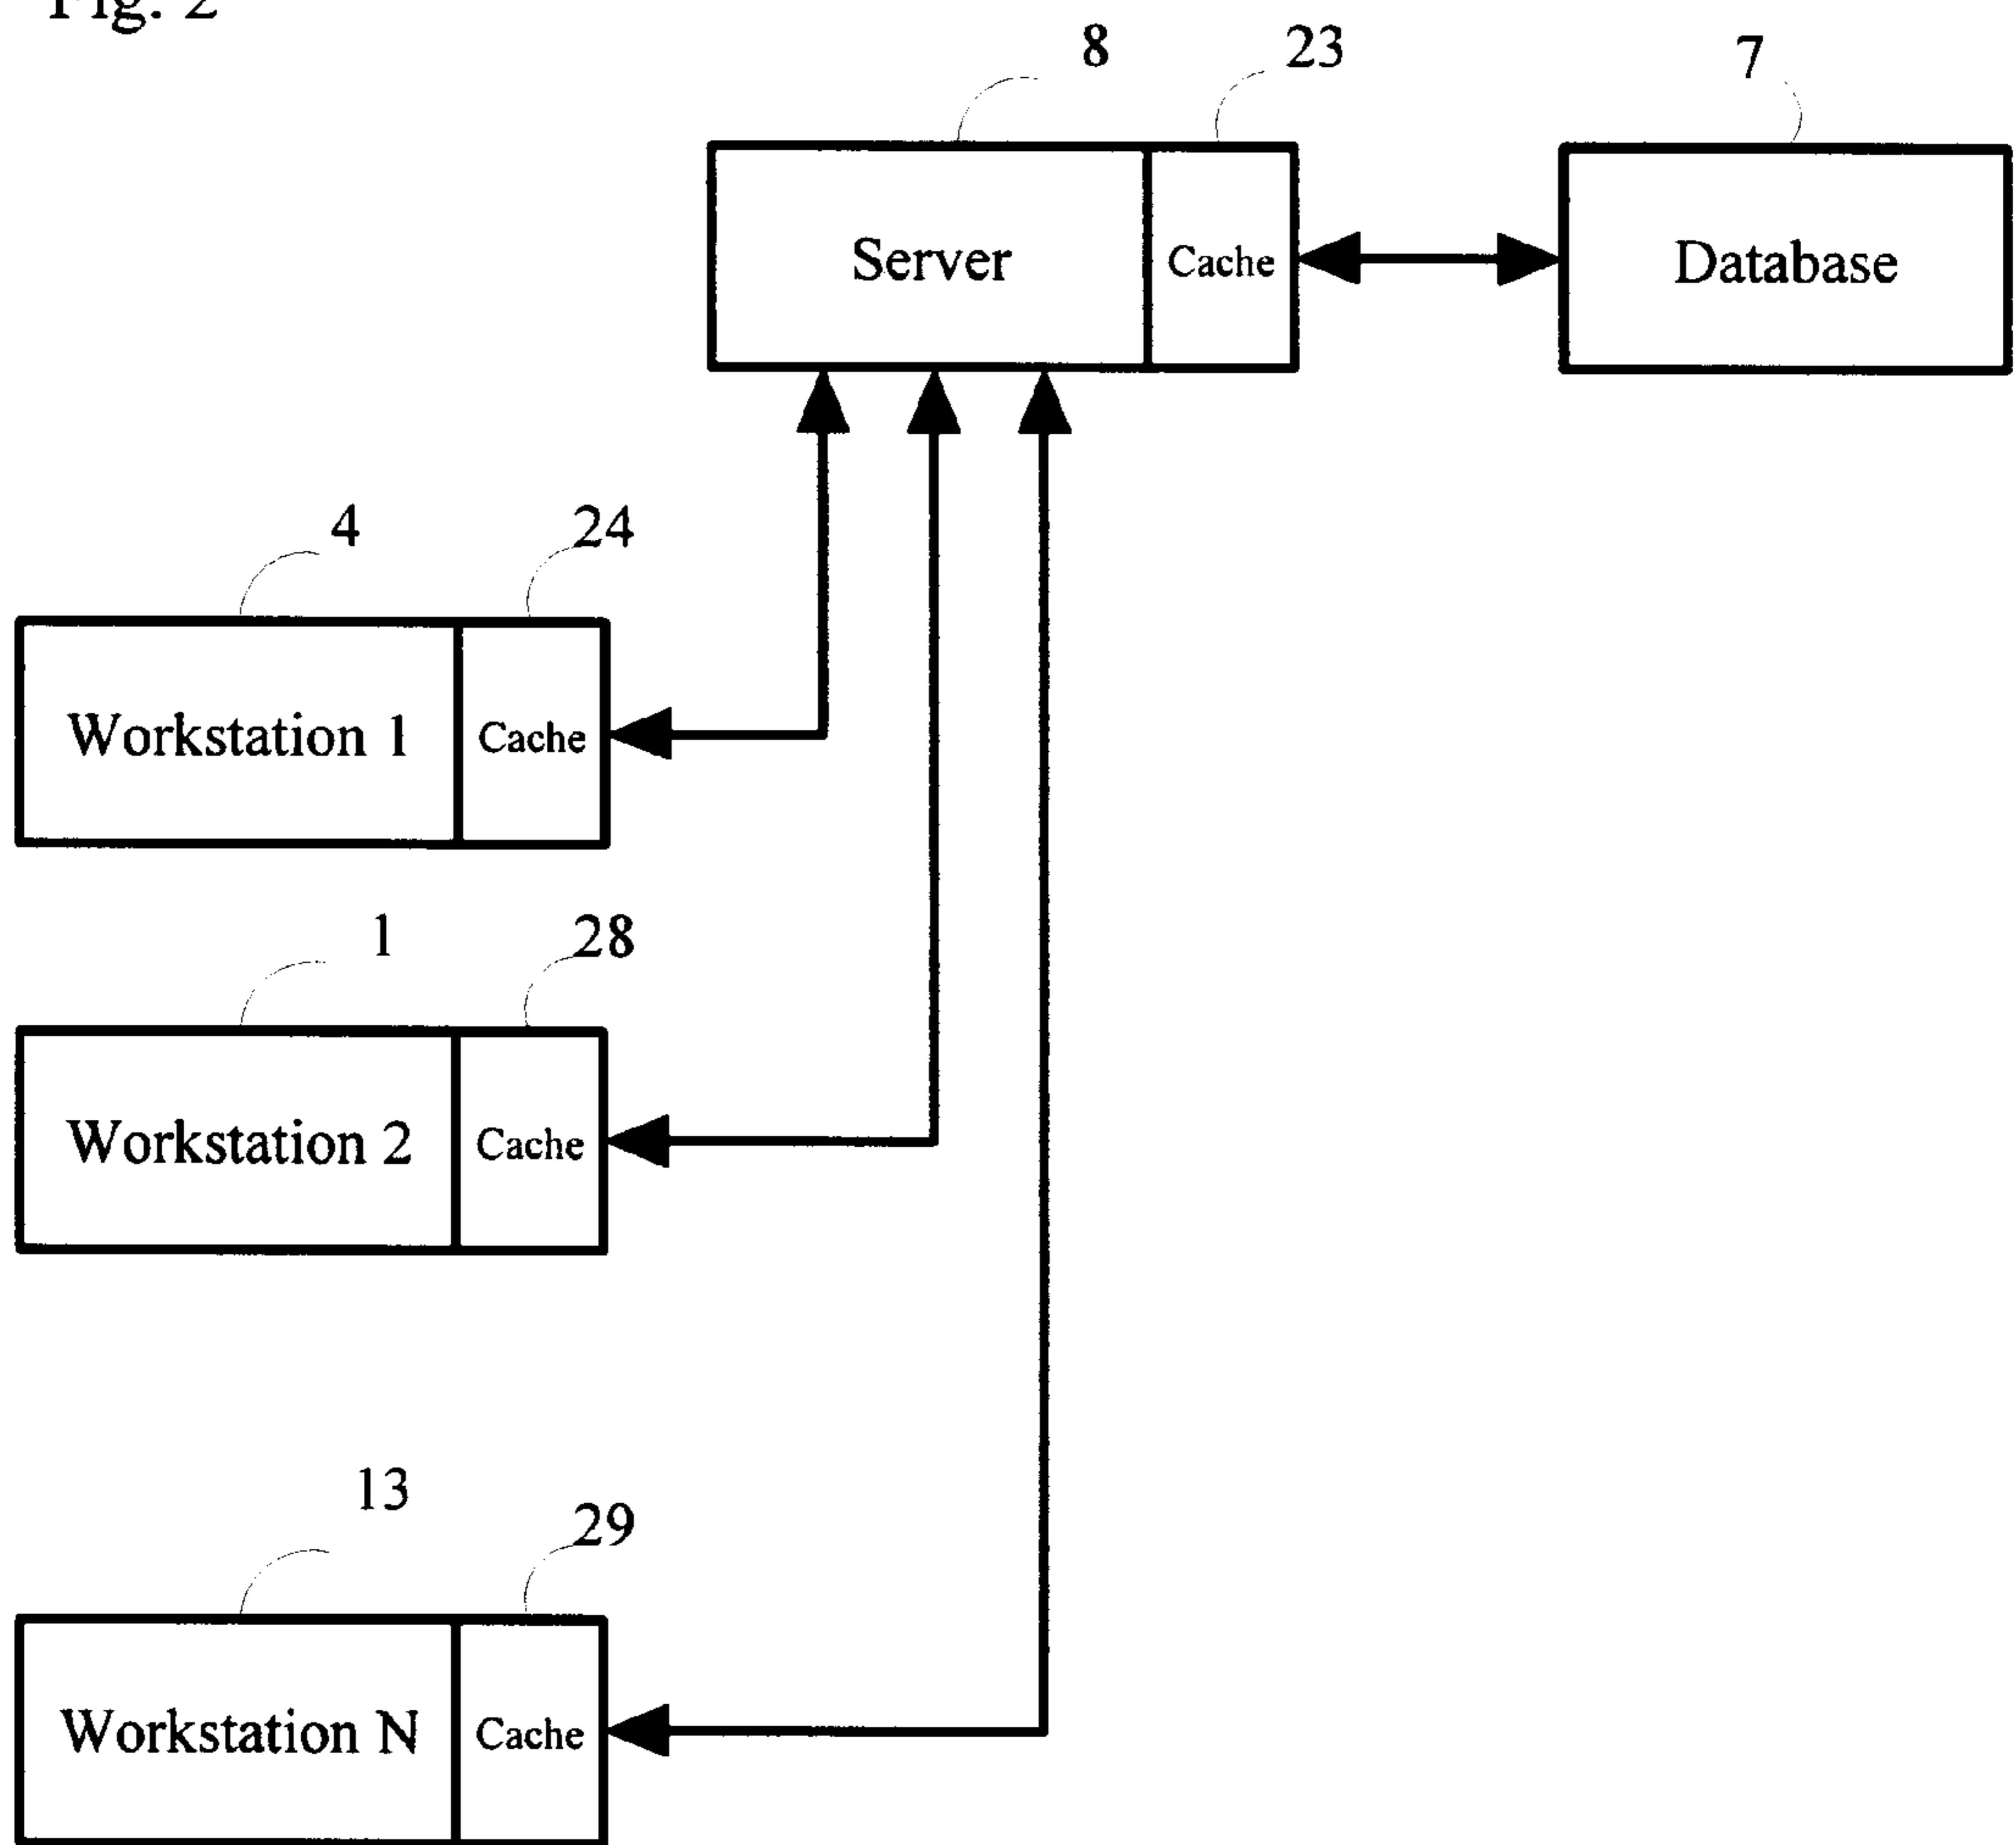 Fig. 2
8
23
7
Server
Cache
Database
4
24
Workstation 1
Cache
1
28
Workstation 2
Cache
13
29
Workstation N
Cache